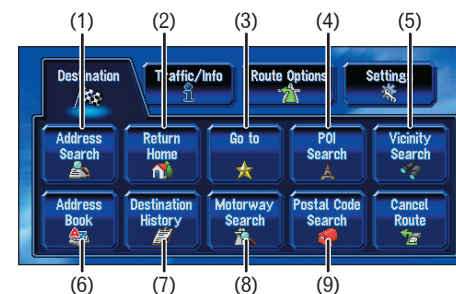 (1) (2) (3) (4) (5)
Destination Traffic/Info Route Options Settings
Address Search
Return Home
Go to
POI Search
Vicinity Search
Address Book
Destination History
Motorway Search
Postal Code Search
Cancel Route
(6) (7) (8) (9)